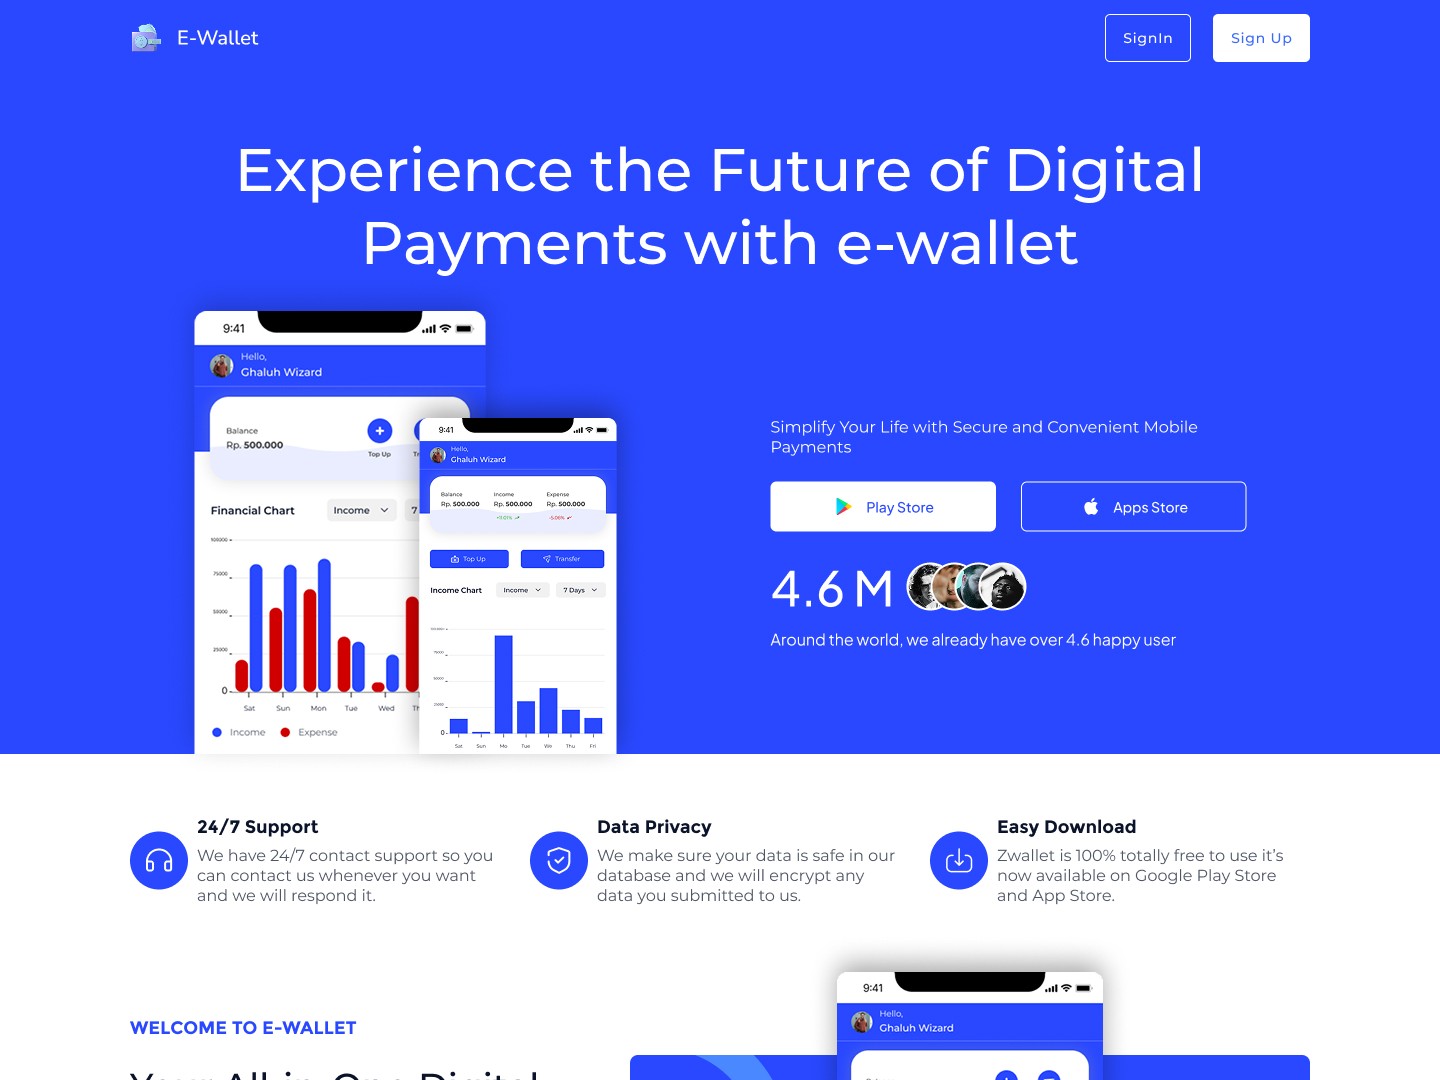 E-Wallet
SignIn
Sign Up
Experience the Future of Digital
Payments with e-wallet
9:41
Hello,
Ghaluh Wizard
Balance
Rp. 500.000
Top Up
Financial Chart
Income
7
100000
75000
50000
25000
0
Sat Sun Mon Tue Wed
Income Expense
9:41
Hello,
Ghaluh Wizard
Balance Income Expense
Rp. 500.000 Rp. 500.000 Rp. 500.000
Top Up Transfer
Income Chart Income 7 Days
0
Sat Sun Mo Tue We Thu Fri
Simplify Your Life with Secure and Convenient Mobile
Payments
Play Store
Apps Store
4.6 M
Around the world, we already have over 4.6 happy user
24/7 Support
We have 24/7 contact support so you
can contact us whenever you want
and we will respond it.
Data Privacy
We make sure your data is safe in our
database and we will encrypt any
data you submitted to us.
Easy Download
Zwallet is 100% totally free to use it's
now available on Google Play Store
and App Store.
WELCOME TO E-WALLET
Your All-in-One Digital
9:41
Hello,
Ghaluh Wizard